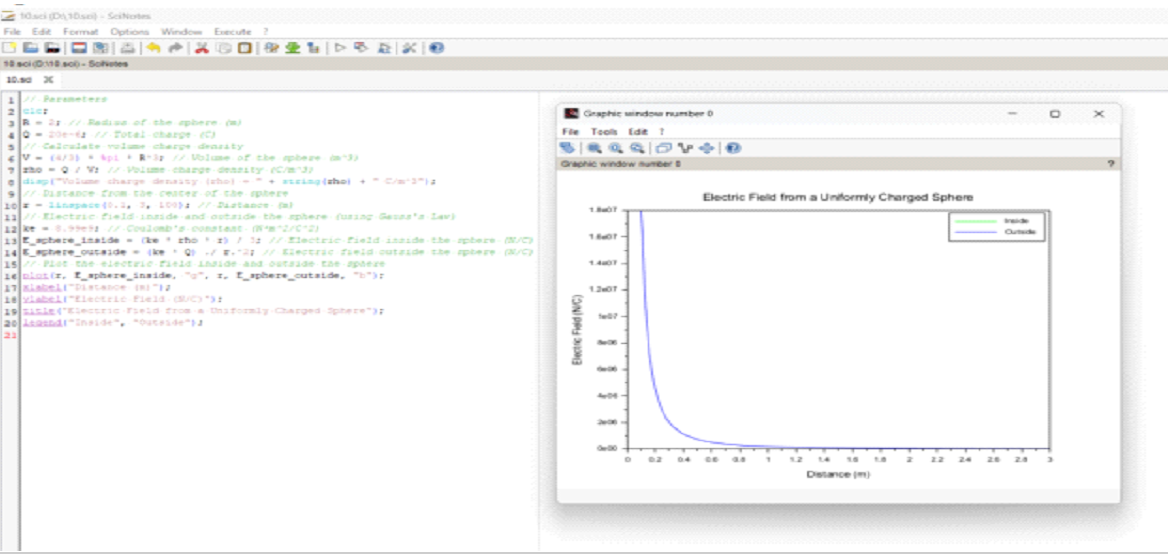 10.sci (D:\10.sci) - SciNotes
File Edit Format Options Window Execute ?
10.sci (D:\10.sci) - SciNotes
10.sci
1 // Parameters
2 clc;
3 R = 2; // Radius of the sphere (m)
4 Q = 20e-6; // Total charge (C)
5 // Calculate volume charge density
6 V = (4/3) * %pi * R^3; // Volume of the sphere (m^3)
7 rho = Q / V; // Volume charge density (C/m^3)
8 disp("Volume charge density (rho) = " + string(rho) + " C/m^3");
9 // Distance from the center of the sphere
10 r = linspace(0.1, 3, 100); // Distance (m)
11 // Electric field inside and outside the sphere (using Gauss's Law)
12 ke = 8.99e9; // Coulomb's constant (N*m^2/C^2)
13 E_sphere_inside = (ke * rho * r) / 3; // Electric field inside the sphere (N/C)
14 E_sphere_outside = (ke * Q) ./ r.^2; // Electric field outside the sphere (N/C)
15 // Plot the electric field inside and outside the sphere
16 plot(r, E_sphere_inside, "g", r, E_sphere_outside, "b");
17 xlabel("Distance (m)");
18 ylabel("Electric Field (N/C)");
19 title("Electric Field from a Uniformly Charged Sphere");
20 legend("Inside", "Outside");
21
Graphic window number 0
File Tools Edit ?
Graphic window number 0
?
Electric Field from a Uniformly Charged Sphere
Inside
Outside
1.8e07
1.6e07
1.4e07
1.2e07
1e07
8e06
6e06
4e06
2e06
0e00
Electric Field (N/C)
0 0.2 0.4 0.6 0.8 1 1.2 1.4 1.6 1.8 2 2.2 2.4 2.6 2.8 3
Distance (m)